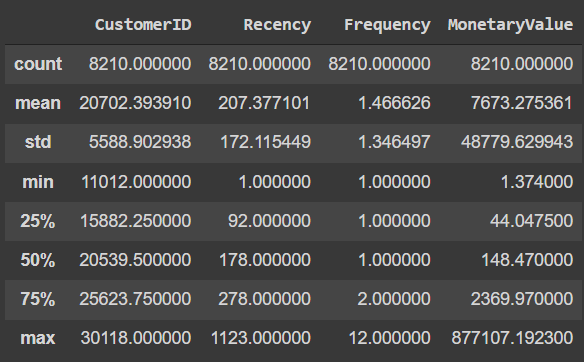 CustomerID Recency Frequency MonetaryValue
count 8210.000000 8210.000000 8210.000000 8210.000000
mean 20702.393910 207.377101 1.466626 7673.275361
std 5588.902938 172.115449 1.346497 48779.629943
min 11012.000000 1.000000 1.000000 1.374000
25% 15882.250000 92.000000 1.000000 44.047500
50% 20539.500000 178.000000 1.000000 148.470000
75% 25623.750000 278.000000 2.000000 2369.970000
max 30118.000000 1123.000000 12.000000 877107.192300